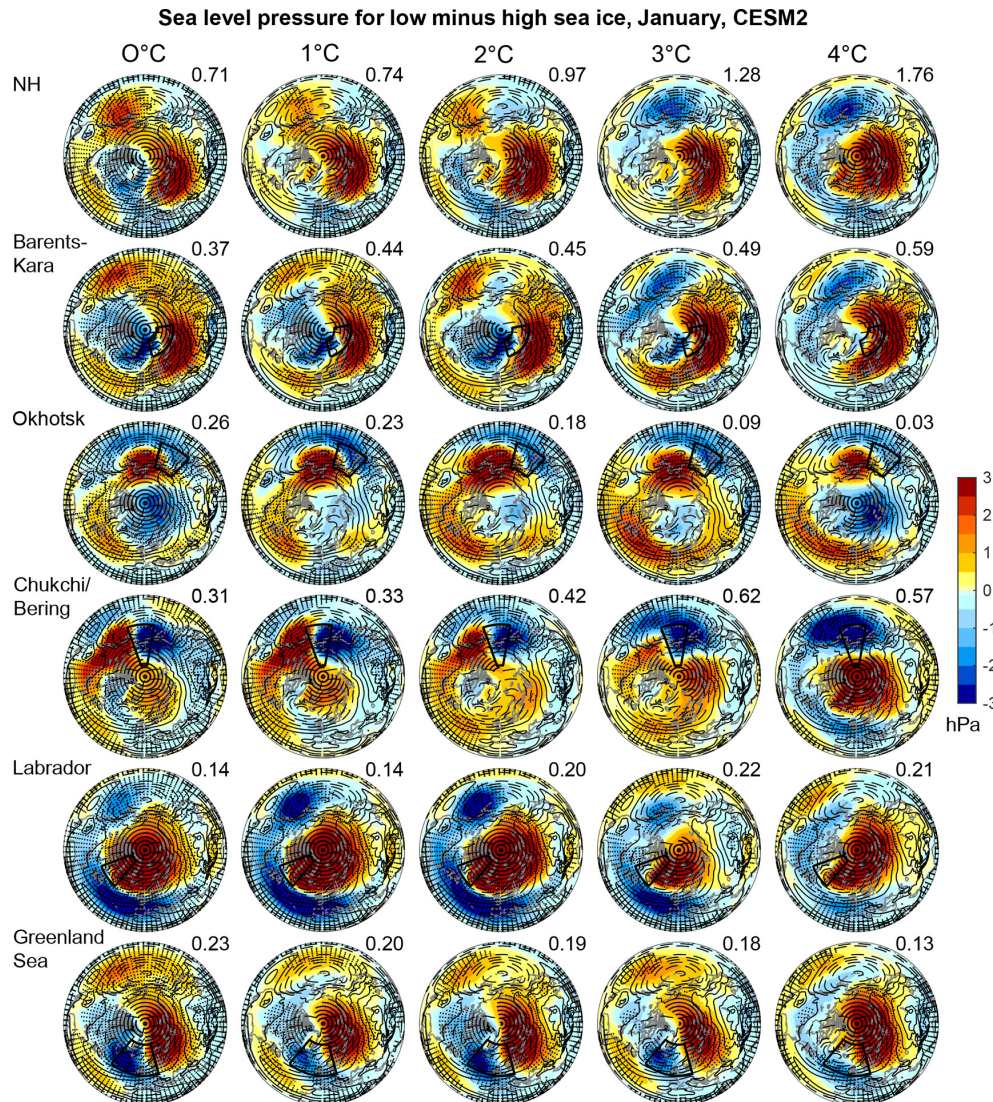 Sea level pressure for low minus high sea ice, January, CESM2
O°C 1°C 2°C 3°C 4°C
NH 0.71 0.74 0.97 1.28 1.76
Barents-
Kara 0.37 0.44 0.45 0.49 0.59
Okhotsk 0.26 0.23 0.18 0.09 0.03
3
2
1
0
-1
-2
-3
hPa
Chukchi/
Bering 0.31 0.33 0.42 0.62 0.57
Labrador 0.14 0.14 0.20 0.22 0.21
Greenland
Sea 0.23 0.20 0.19 0.18 0.13